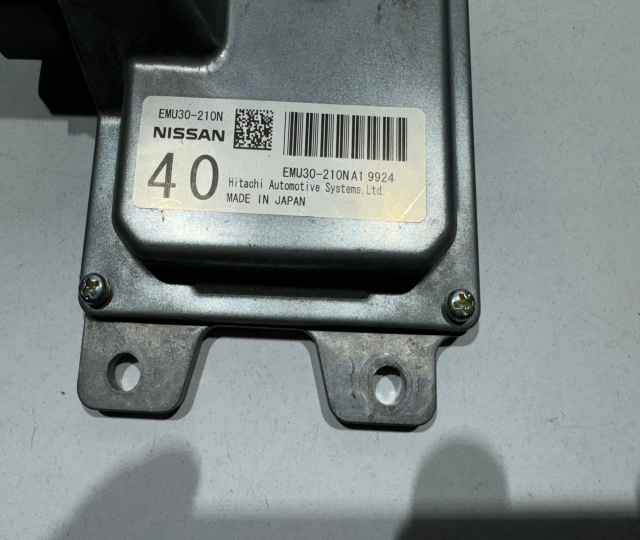 EMU30-210N
NISSAN
40
EMU30-210NA1 9924
Hitachi Automotive Systems,Ltd.
MADE IN JAPAN